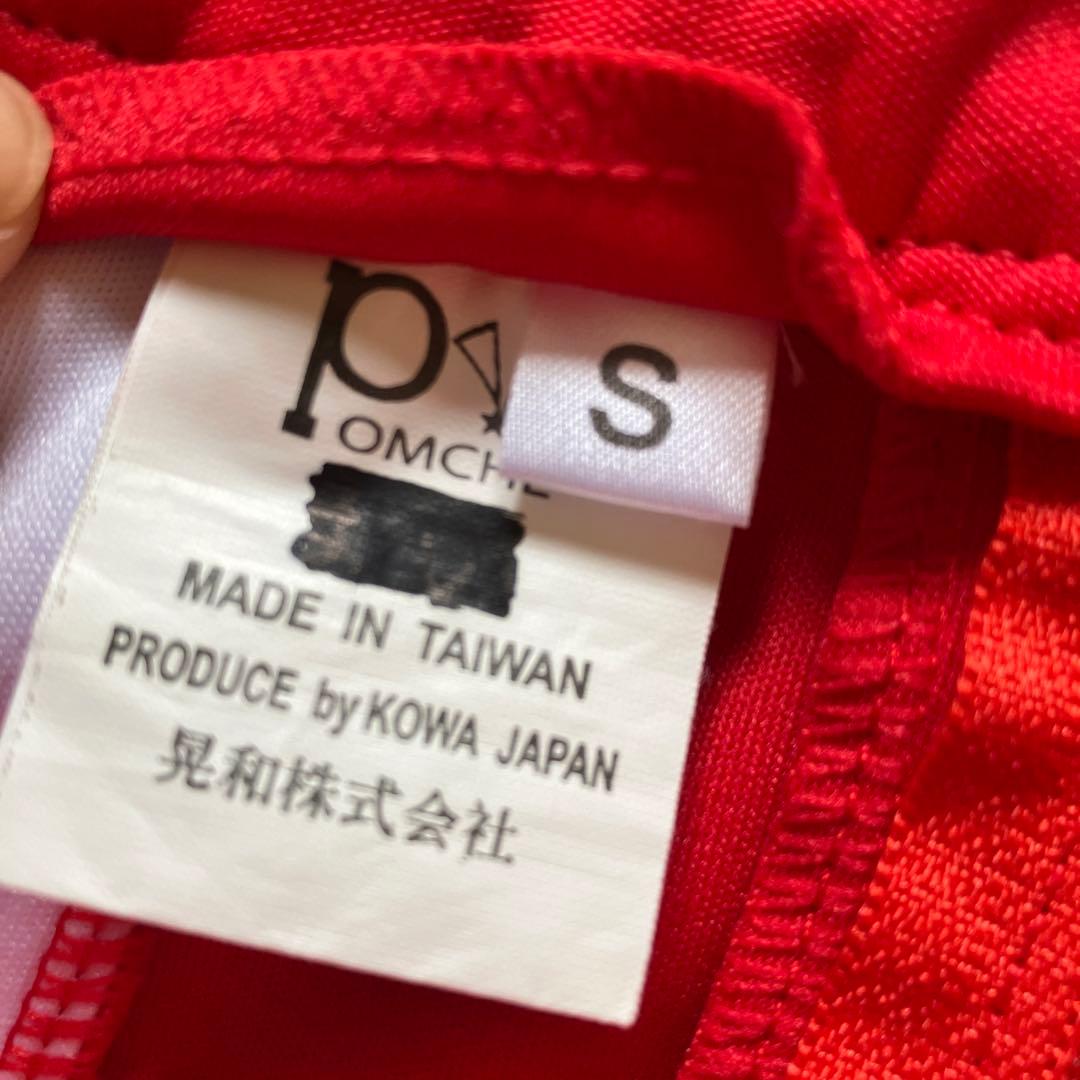 p
S
OMCHE
MADE IN TAIWAN
PRODUCE by KOWA JAPAN
晃和株式会社